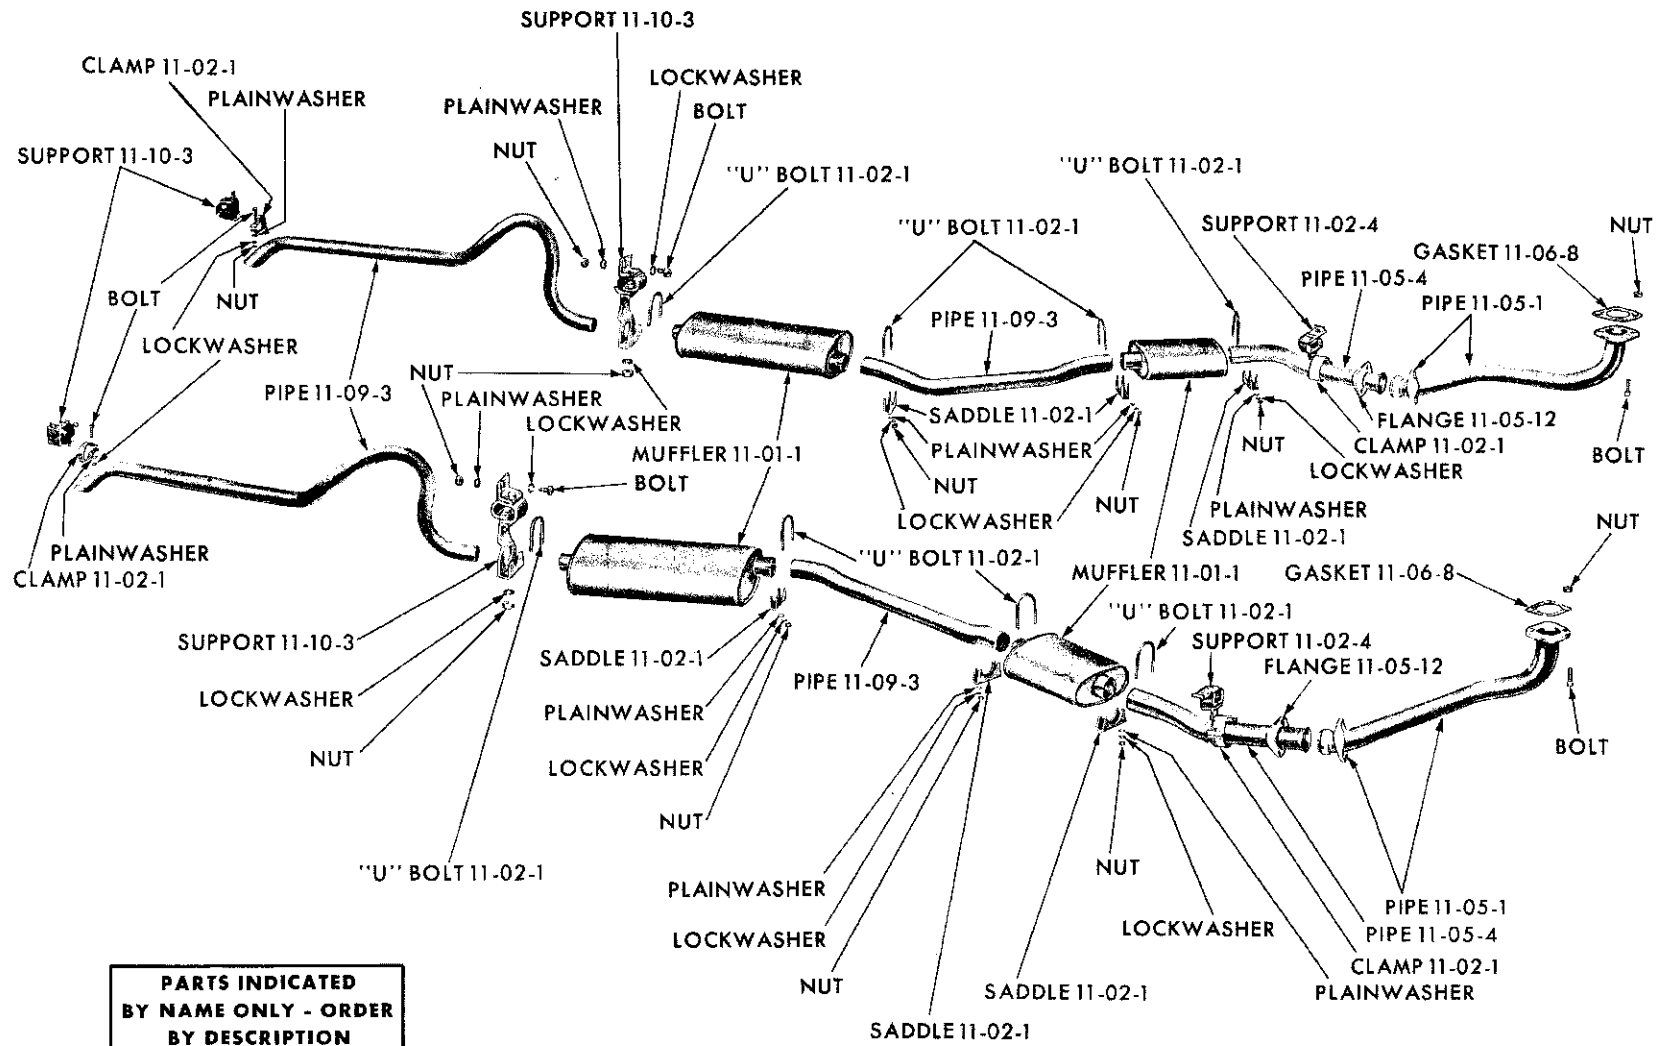 SUPPORT 11-10-3
CLAMP 11-02-1
LOCKWASHER
PLAINWASHER
PLAINWASHER
BOLT
SUPPORT 11-10-3
NUT
"U" BOLT 11-02-1
"U" BOLT 11-02-1
"U" BOLT 11-02-1
SUPPORT 11-02-4
NUT
GASKET 11-06-8
PIPE 11-05-4
PIPE 11-05-1
BOLT
NUT
PIPE 11-09-3
LOCKWASHER
PIPE 11-09-3
NUT
PLAINWASHER
LOCKWASHER
MUFFLER 11-01-1
BOLT
SADDLE 11-02-1
PLAINWASHER
NUT
LOCKWASHER
NUT
NUT
FLANGE 11-05-12
CLAMP 11-02-1
LOCKWASHER
BOLT
PLAINWASHER
SADDLE 11-02-1
NUT
PLAINWASHER
CLAMP 11-02-1
"U" BOLT 11-02-1
MUFFLER 11-01-1
GASKET 11-06-8
"U" BOLT 11-02-1
SUPPORT 11-02-4
FLANGE 11-05-12
SUPPORT 11-10-3
SADDLE 11-02-1
PIPE 11-09-3
LOCKWASHER
PLAINWASHER
BOLT
NUT
LOCKWASHER
NUT
"U" BOLT 11-02-1
NUT
PLAINWASHER
LOCKWASHER
PIPE 11-05-1
PIPE 11-05-4
LOCKWASHER
CLAMP 11-02-1
NUT
SADDLE 11-02-1
PLAINWASHER
SADDLE 11-02-1
PARTS INDICATED
BY NAME ONLY - ORDER
BY DESCRIPTION